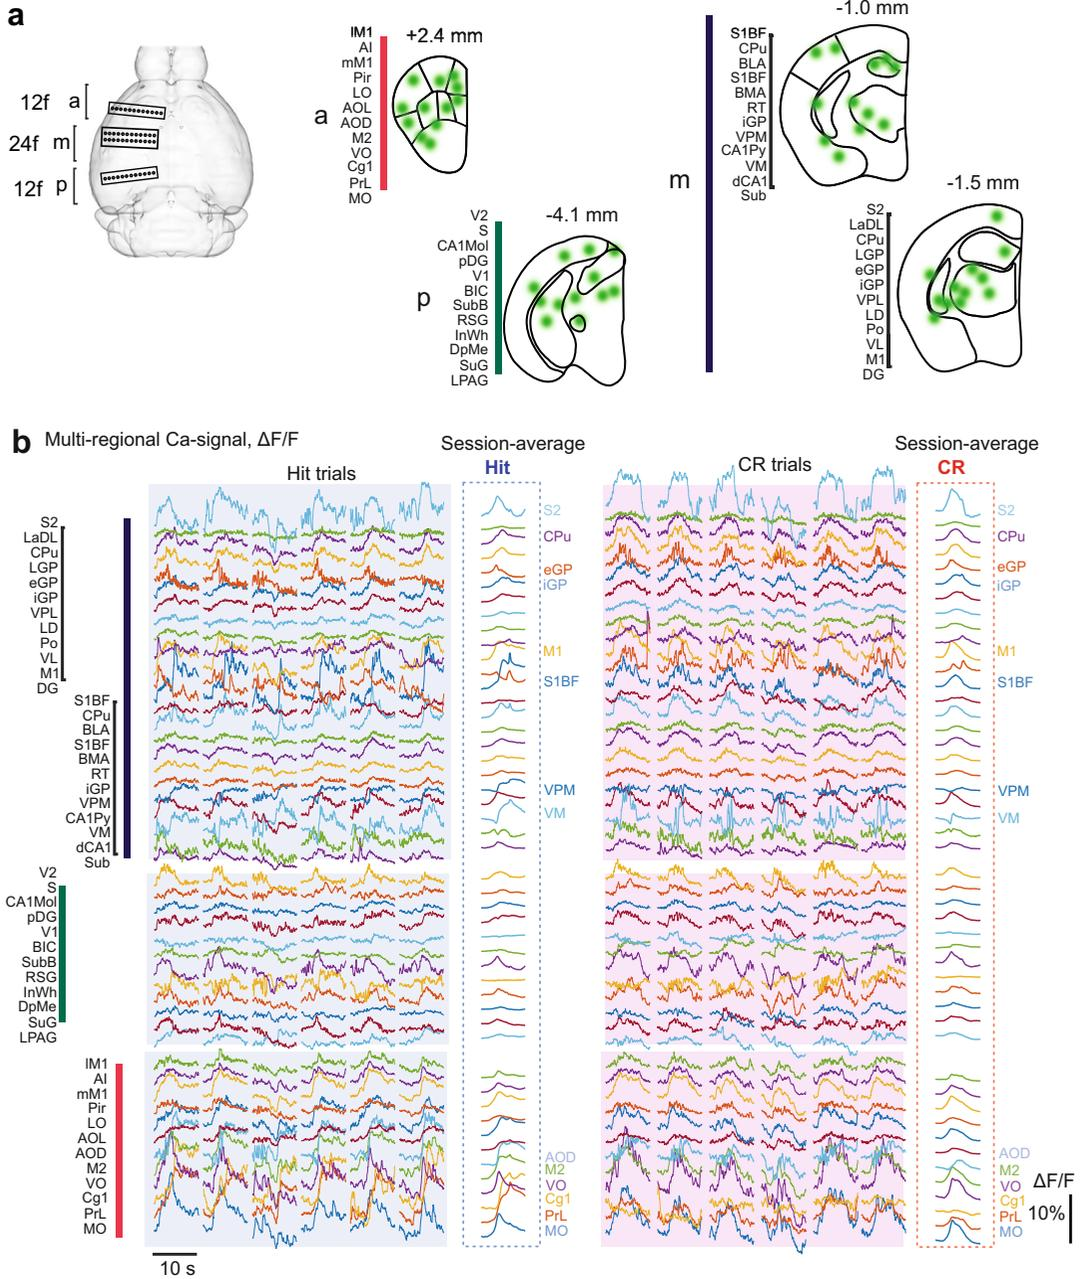 a
12f a
24f m
12f p
a
IM1
AI
mM1
Pir
LO
AOL
AOD
M2
VO
Cg1
PrL
MO
+2.4 mm
p
V2
S
CA1Mol
pDG
V1
BIC
SubB
RSG
InWh
DpMe
SuG
LPAG
-4.1 mm
m
S1BF
CPu
BLA
S1BF
BMA
RT
iGP
VPM
CA1Py
VM
dCA1
Sub
-1.0 mm
S2
LaDL
CPu
LGP
eGP
iGP
VPL
LD
Po
VL
M1
DG
-1.5 mm
b
Multi-regional Ca-signal, ΔF/F
Hit trials
Session-average
Hit
CR trials
Session-average
CR
S2
LaDL
CPu
LGP
eGP
iGP
VPL
LD
Po
VL
M1
DG
S1BF
CPu
BLA
S1BF
BMA
RT
iGP
VPM
CA1Py
VM
dCA1
Sub
V2
S
CA1Mol
pDG
V1
BIC
SubB
RSG
InWh
DpMe
SuG
LPAG
IM1
AI
mM1
Pir
LO
AOL
AOD
M2
VO
Cg1
PrL
MO
10 s
S2
CPu
eGP
iGP
M1
S1BF
VPM
VM
AOD
M2
VO
Cg1
PrL
MO
S2
CPu
eGP
iGP
M1
S1BF
VPM
VM
AOD
M2
VO
Cg1
PrL
MO
ΔF/F
10%